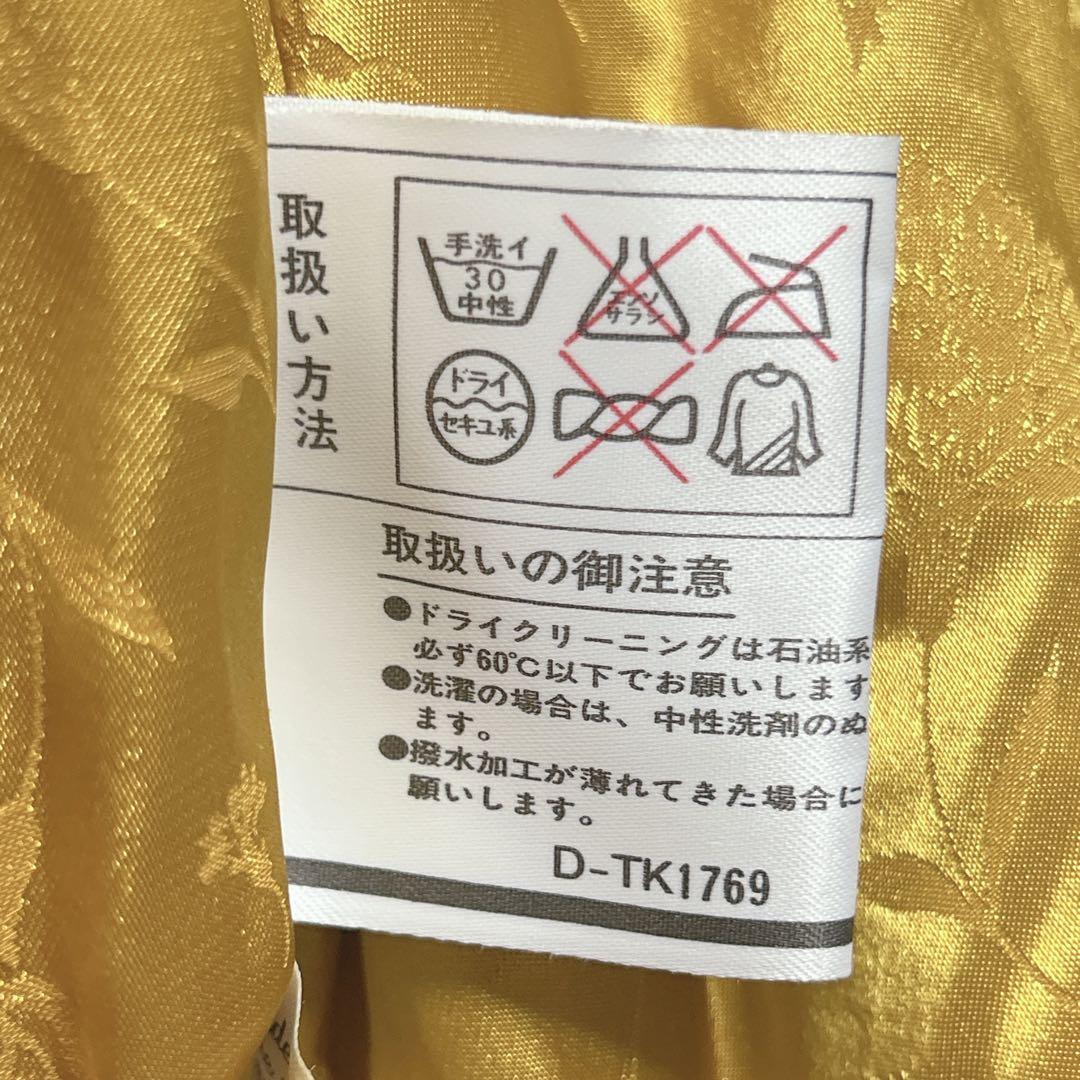 取扱い方法
手洗イ
30
中性
エンソ
サラシ
ドライ
セキユ系
取扱いの御注意
●ドライクリーニングは石油系
必ず60℃以下でお願いします
●洗濯の場合は、中性洗剤のぬ
ます。
●撥水加工が薄れてきた場合に
願いします。
D-TK1769